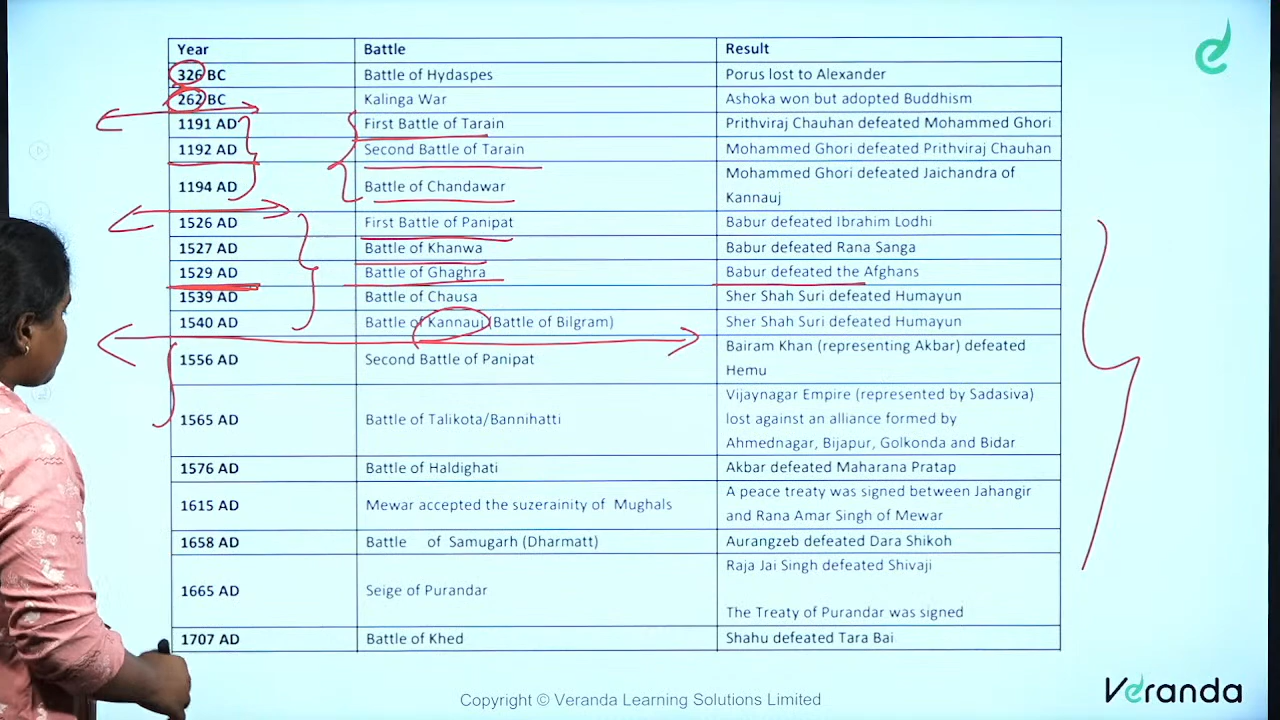 Year Battle Result
326 BC Battle of Hydaspes Porus lost to Alexander
262 BC Kalinga War Ashoka won but adopted Buddhism
1191 AD First Battle of Tarain Prithviraj Chauhan defeated Mohammed Ghori
1192 AD Second Battle of Tarain Mohammed Ghori defeated Prithviraj Chauhan
1194 AD Battle of Chandawar Mohammed Ghori defeated Jaichandra of
Kannauj
1526 AD First Battle of Panipat Babur defeated Ibrahim Lodhi
1527 AD Battle of Khanwa Babur defeated Rana Sanga
1529 AD Battle of Ghaghra Babur defeated the Afghans
1539 AD Battle of Chausa Sher Shah Suri defeated Humayun
1540 AD Battle of Kannauj (Battle of Bilgram) Sher Shah Suri defeated Humayun
1556 AD Second Battle of Panipat Bairam Khan (representing Akbar) defeated
Hemu
1565 AD Battle of Talikota/Bannihatti Vijaynagar Empire (represented by Sadasiva)
lost against an alliance formed by
Ahmednagar, Bijapur, Golkonda and Bidar
1576 AD Battle of Haldighati Akbar defeated Maharana Pratap
1615 AD Mewar accepted the suzerainity of Mughals A peace treaty was signed between Jahangir
and Rana Amar Singh of Mewar
1658 AD Battle of Samugarh (Dharmatt) Aurangzeb defeated Dara Shikoh
1665 AD Seige of Purandar Raja Jai Singh defeated Shivaji
The Treaty of Purandar was signed
1707 AD Battle of Khed Shahu defeated Tara Bai
Copyright © Veranda Learning Solutions Limited
Veranda